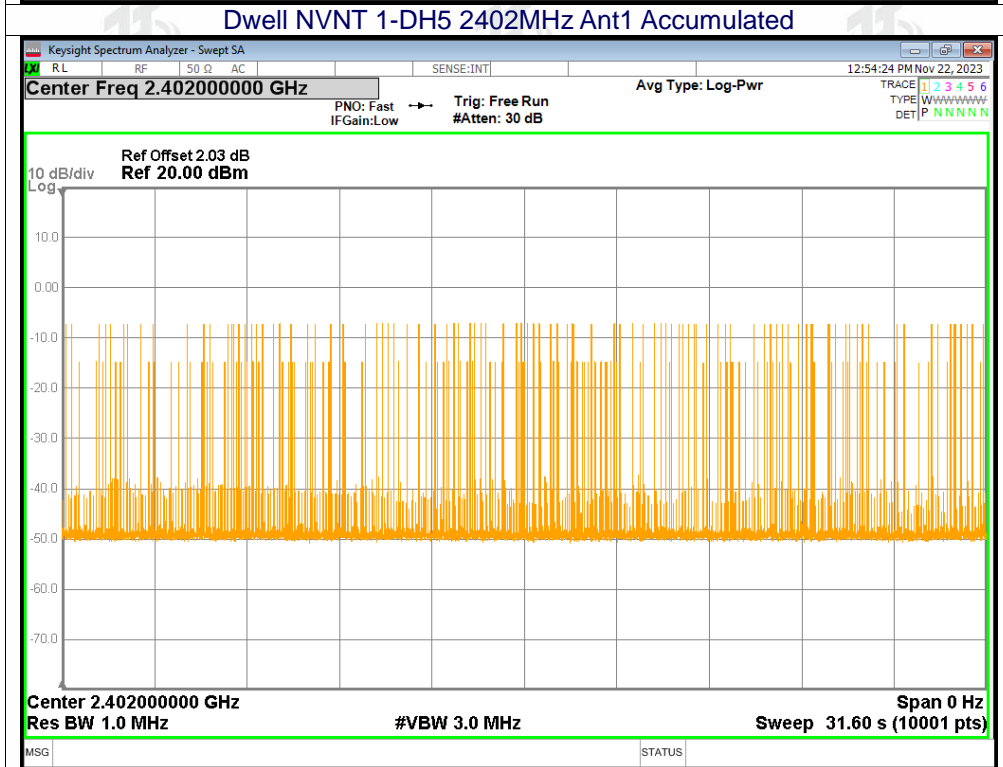 Dwell NVNT 1-DH5 2402MHz Ant1 Accumulated
Keysight Spectrum Analyzer - Swept SA
LXI RL RF 50 Ω AC SENSE:INT 12:54:24 PM Nov 22, 2023
Center Freq 2.402000000 GHz Avg Type: Log-Pwr TRACE 1 2 3 4 5 6
PNO: Fast Trig: Free Run TYPE WWWWWWW
IFGain:Low #Atten: 30 dB DET P N N N N N
Ref Offset 2.03 dB
10 dB/div Ref 20.00 dBm
Log
10.0
0.00
-10.0
-20.0
-30.0
-40.0
-50.0
-60.0
-70.0
Center 2.402000000 GHz Span 0 Hz
Res BW 1.0 MHz #VBW 3.0 MHz Sweep 31.60 s (10001 pts)
MSG STATUS